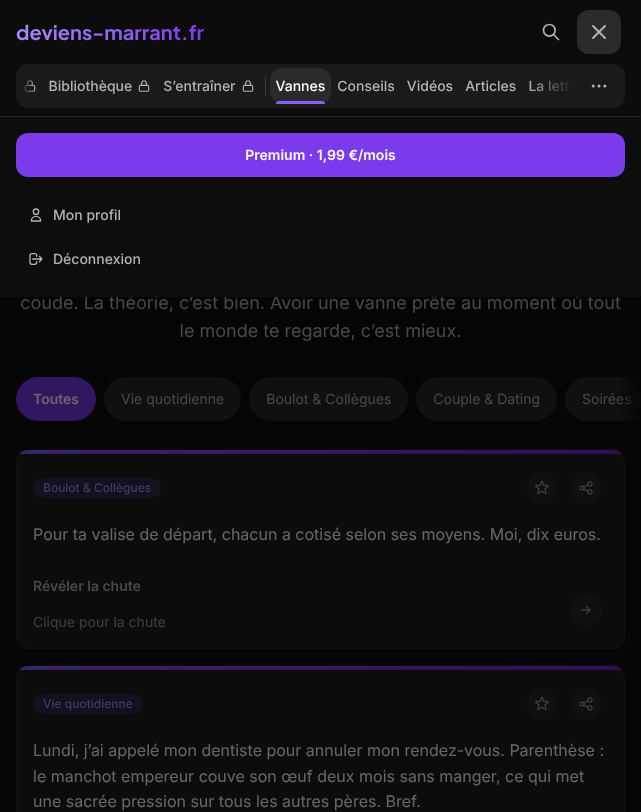 deviens-marrant.fr
Bibliothèque S'entraîner Vannes Conseils Vidéos Articles La lett
Premium · 1,99 €/mois
Mon profil
Déconnexion
coude. La théorie, c'est bien. Avoir une vanne prête au moment où tout
le monde te regarde, c'est mieux.
Toutes Vie quotidienne Boulot & Collègues Couple & Dating Soirées
Boulot & Collègues
Pour ta valise de départ, chacun a cotisé selon ses moyens. Moi, dix euros.
Révéler la chute
Clique pour la chute
Vie quotidienne
Lundi, j'ai appelé mon dentiste pour annuler mon rendez-vous. Parenthèse :
le manchot empereur couve son œuf deux mois sans manger, ce qui met
une sacrée pression sur tous les autres pères. Bref.